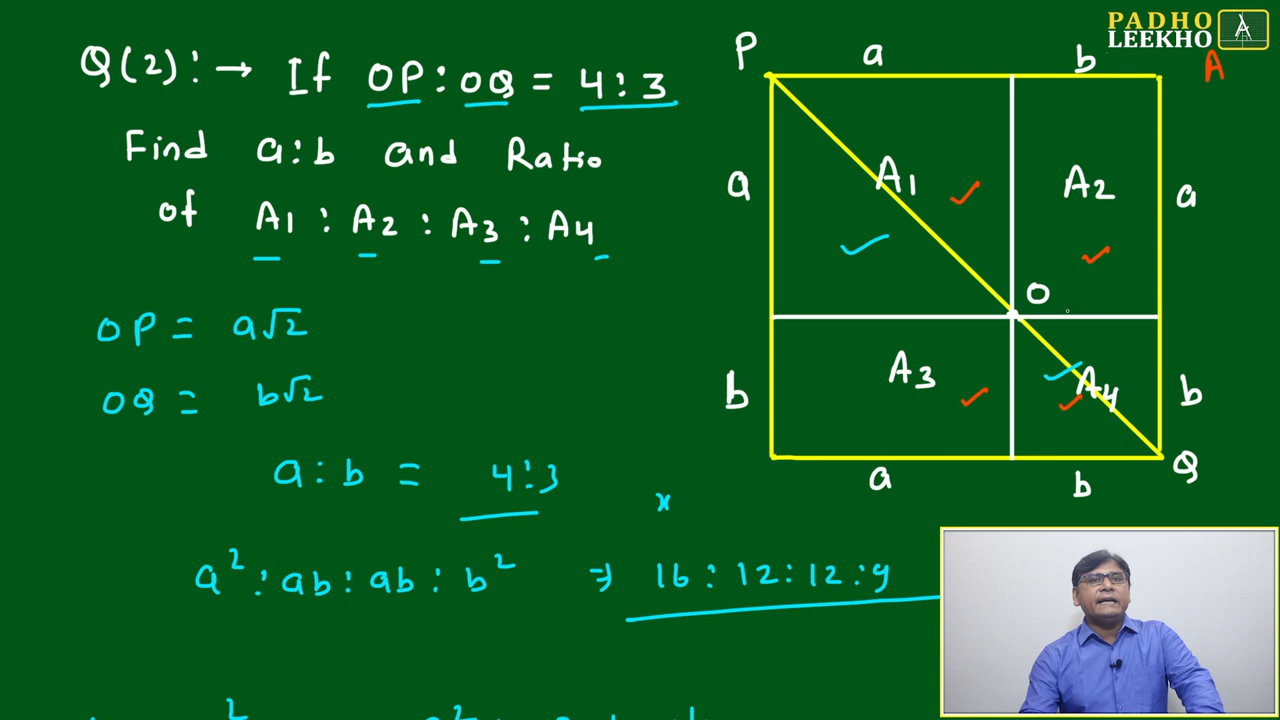 PADHO
LEEKHO
A
Q(2):→ If OP:OQ = 4:3
Find a:b and Ratio
of A1 : A2 : A3 : A4
OP = a√2
OQ = b√2
a:b = 4:3
x
a²:ab:ab:b² ⇒ 16:12:12:9
P a b
a A1 A2 a
O
b A3 A4 b
a b Q